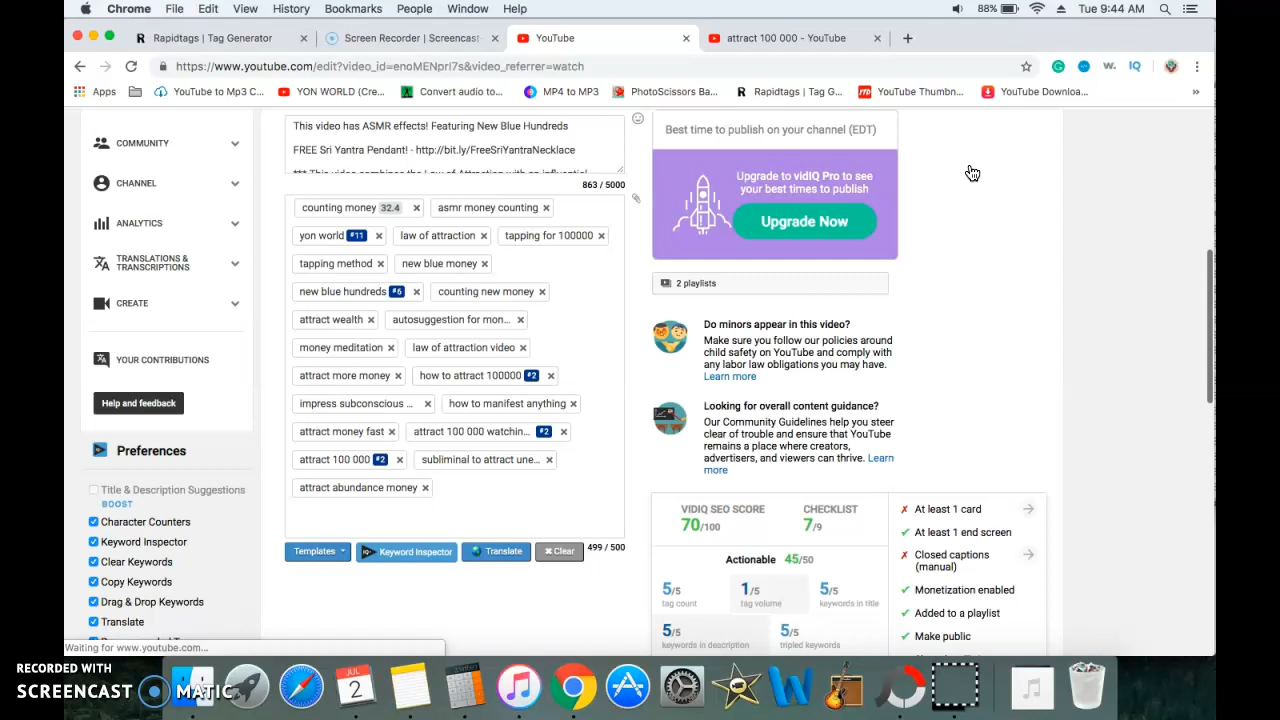 Chrome File Edit View History Bookmarks People Window Help 88% Tue 9:44 AM
Rapidtags | Tag Generator × Screen Recorder | Screencast- × YouTube × attract 100 000 - YouTube × +
https://www.youtube.com/edit?video_id=enoMENprI7s&video_referrer=watch
Apps YouTube to Mp3 C... YON WORLD (Cre... Convert audio to... MP4 to MP3 PhotoScissors Ba... Rapidtags | Tag G... YouTube Thumbn... YouTube Downloa... »
COMMUNITY
CHANNEL
ANALYTICS
TRANSLATIONS &
TRANSCRIPTIONS
CREATE
YOUR CONTRIBUTIONS
Help and feedback
Preferences
Title & Description Suggestions
BOOST
Character Counters
Keyword Inspector
Clear Keywords
Copy Keywords
Drag & Drop Keywords
Translate
This video has ASMR effects! Featuring New Blue Hundreds
FREE Sri Yantra Pendant! - http://bit.ly/FreeSriYantraNecklace
*** This video combines the Law of Attraction with an influential
863 / 5000
counting money 32.4 × asmr money counting ×
yon world #11 × law of attraction × tapping for 100000 ×
tapping method × new blue money ×
new blue hundreds #6 × counting new money ×
attract wealth × autosuggestion for mon... ×
money meditation × law of attraction video ×
attract more money × how to attract 100000 #2 ×
impress subconscious ... × how to manifest anything ×
attract money fast × attract 100 000 watchin... #2 ×
attract 100 000 #2 × subliminal to attract une... ×
attract abundance money ×
Templates Keyword Inspector Translate ✖ Clear 499 / 500
Best time to publish on your channel (EDT)
Upgrade to vidIQ Pro to see
your best times to publish
Upgrade Now
2 playlists
Do minors appear in this video?
Make sure you follow our policies around
child safety on YouTube and comply with
any labor law obligations you may have.
Learn more
Looking for overall content guidance?
Our Community Guidelines help you steer
clear of trouble and ensure that YouTube
remains a place where creators,
advertisers, and viewers can thrive. Learn
more
VIDIQ SEO SCORE CHECKLIST
70/100 7/9
Actionable 45/50
5/5 1/5 5/5
tag count tag volume keywords in title
5/5 5/5
keywords in description tripled keywords
✗ At least 1 card
✓ At least 1 end screen
✗ Closed captions
(manual)
✓ Monetization enabled
✓ Added to a playlist
✓ Make public
Waiting for www.youtube.com...
RECORDED WITH
SCREENCAST MATIC
JUL
2